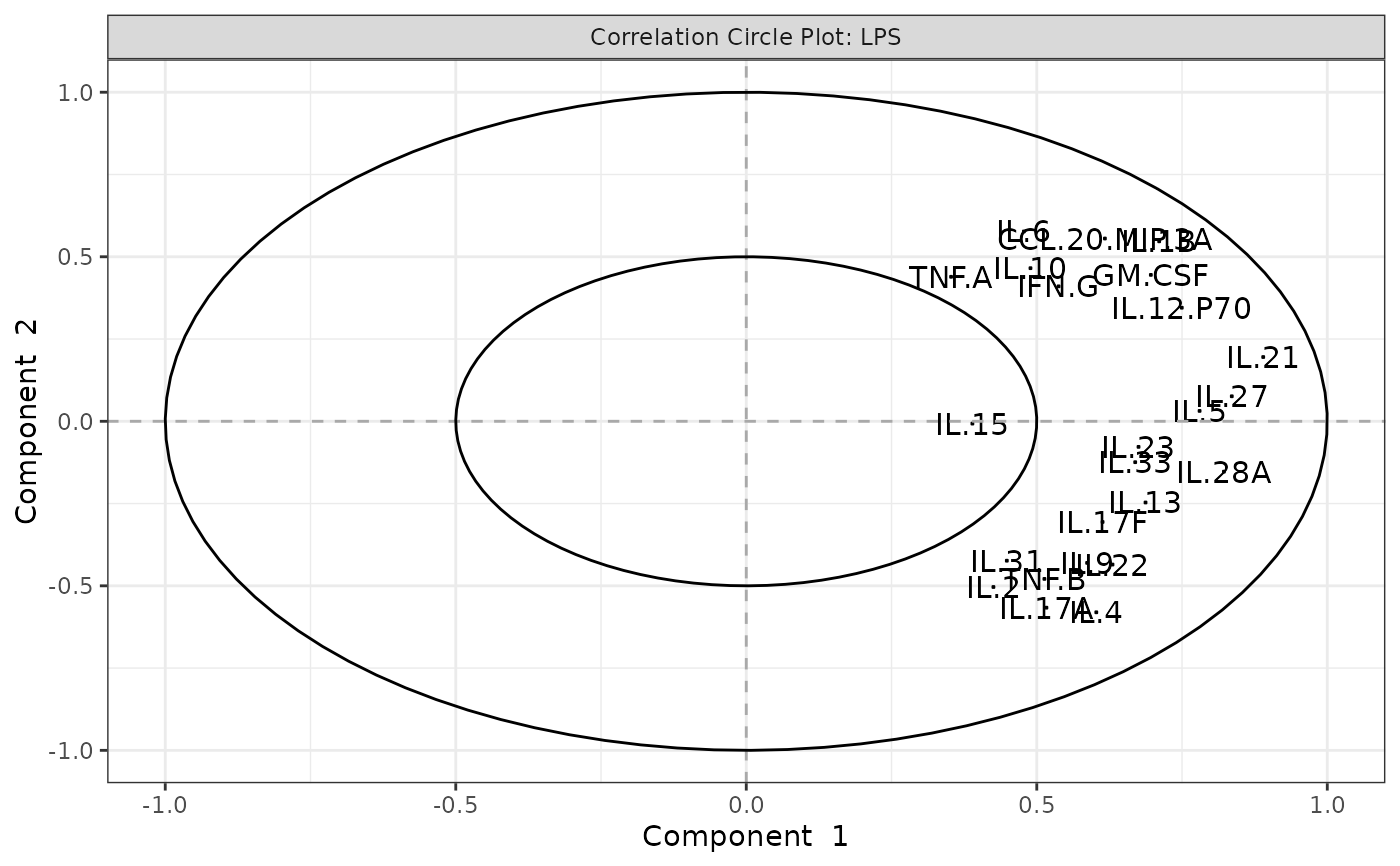 Correlation Circle Plot: LPS
1.0
0.5
0.0
-0.5
-1.0
Component 2
IL.6
CCL.20.MIP.3A
IL.1B
TNF.A
IL.10
GM.CSF
IFN.G
IL.12.P70
IL.21
IL.27
IL.5
IL.15
IL.23
IL.33
IL.28A
IL.13
IL.17F
IL.31
IL.9
IL.22
TNF.B
IL.2
IL.17A
IL.4
-1.0
-0.5
0.0
0.5
1.0
Component 1